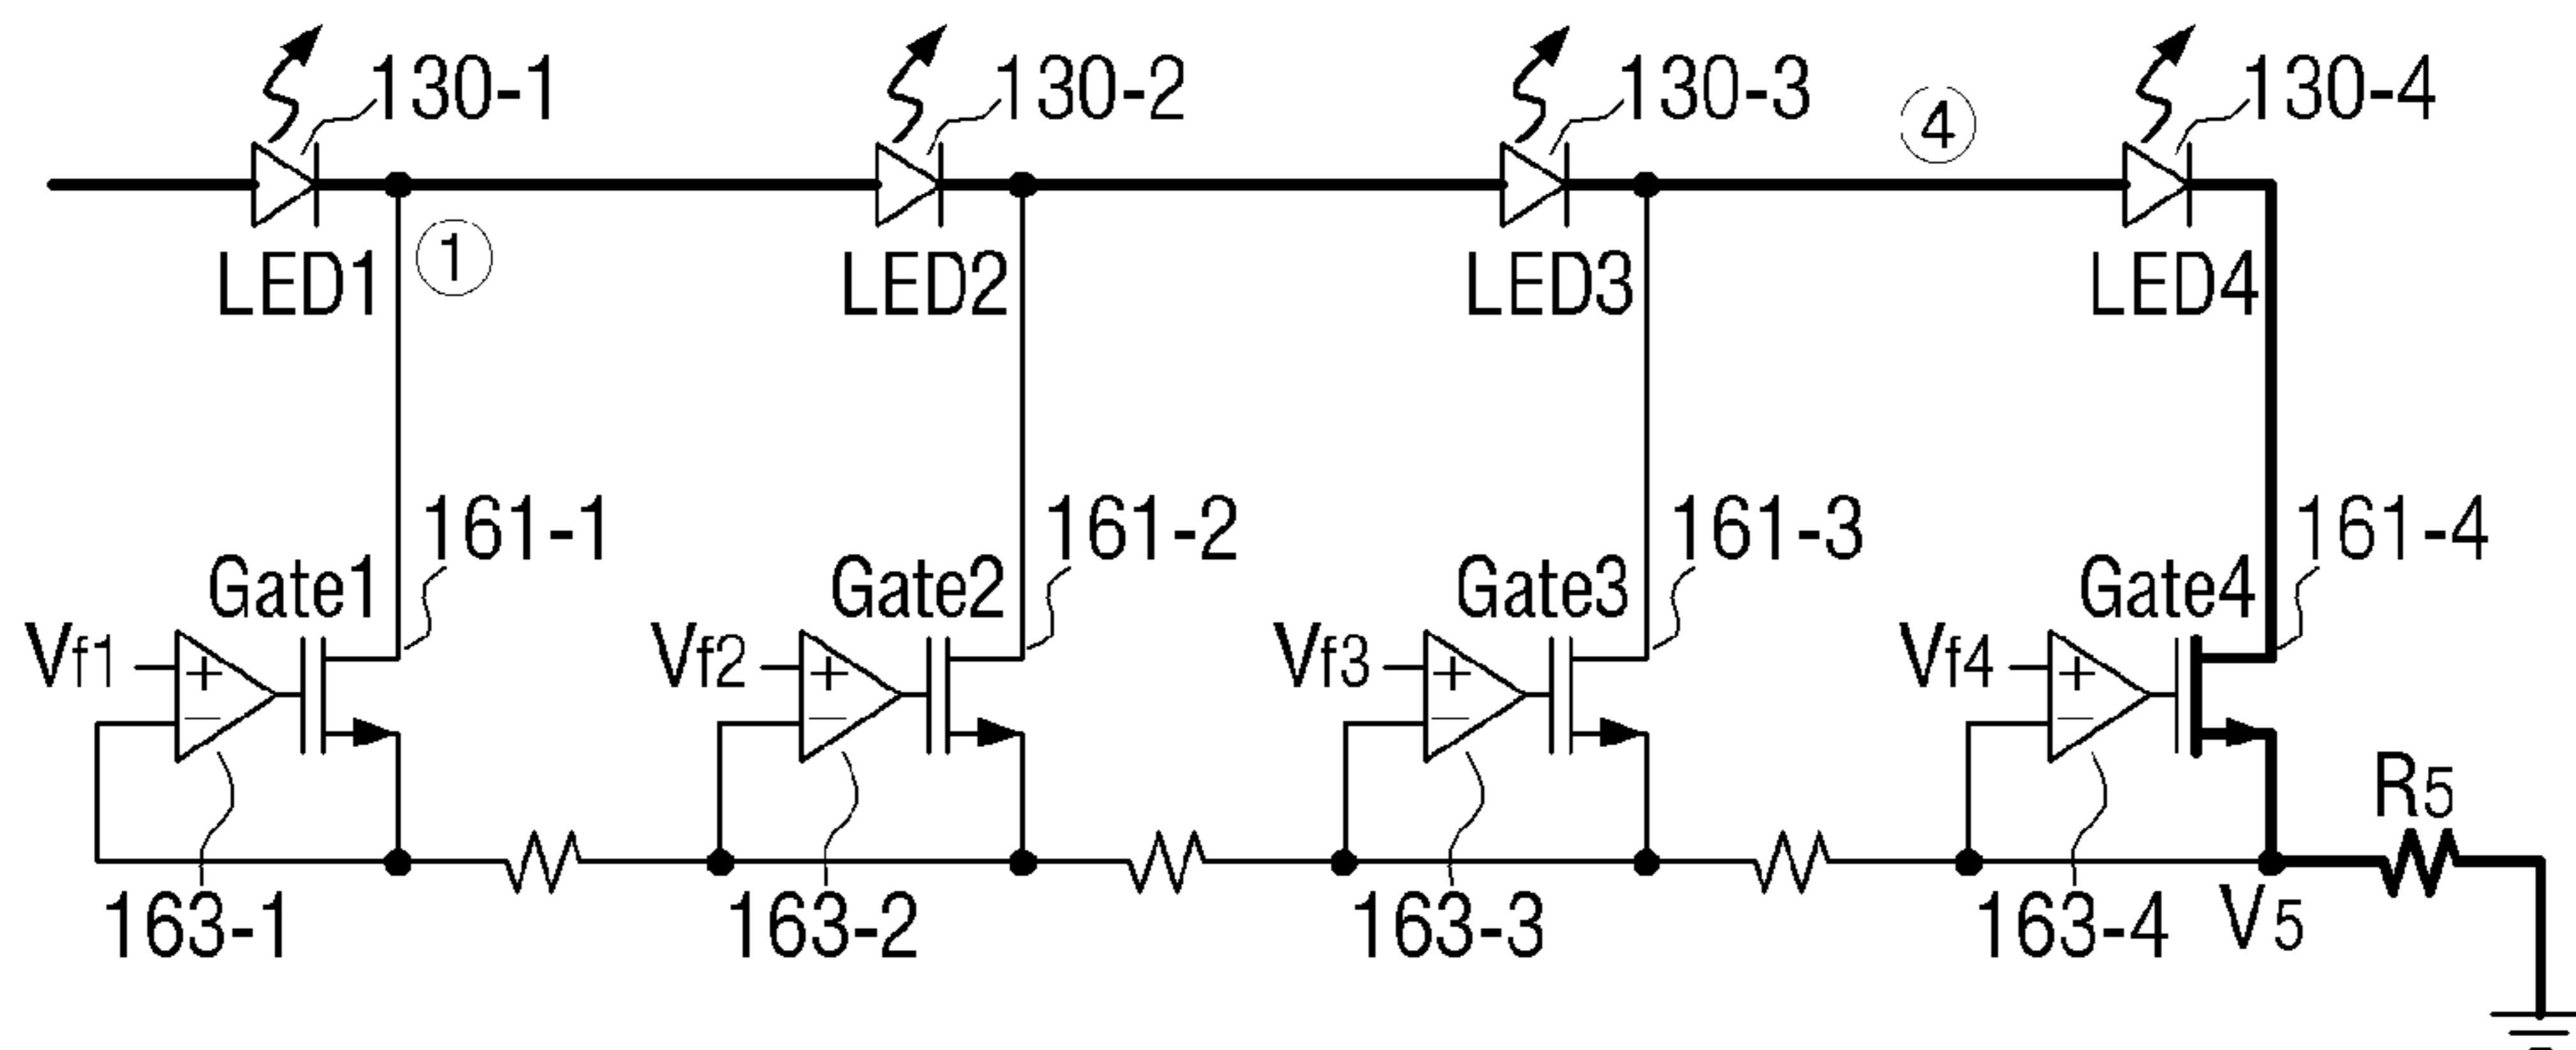 130-1 130-2 130-3 130-4
④
LED1 ① LED2 LED3 LED4
161-1 161-2 161-3 161-4
Gate1 Gate2 Gate3 Gate4
Vf1 + Vf2 + Vf3 + Vf4 +
− − − −
R5
163-1 163-2 163-3 163-4 V5